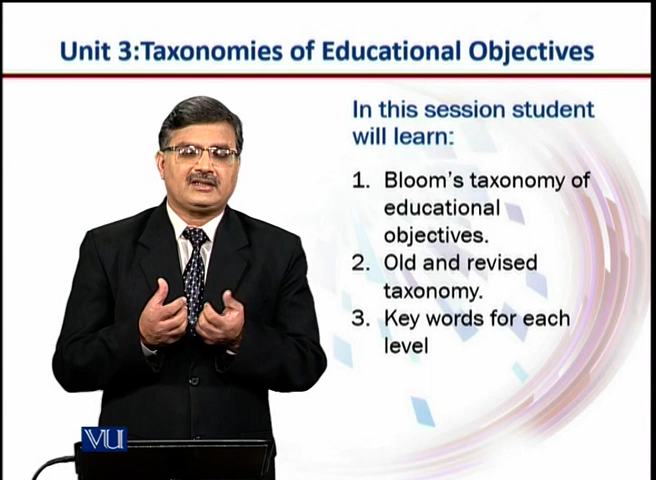 Unit 3:Taxonomies of Educational Objectives
In this session student
will learn:
1. Bloom's taxonomy of
educational
objectives.
2. Old and revised
taxonomy.
3. Key words for each
level
VU